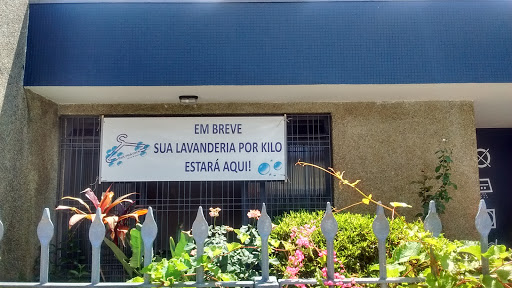 EM BREVE
SUA LAVANDERIA POR KILO
ESTARÁ AQUI!